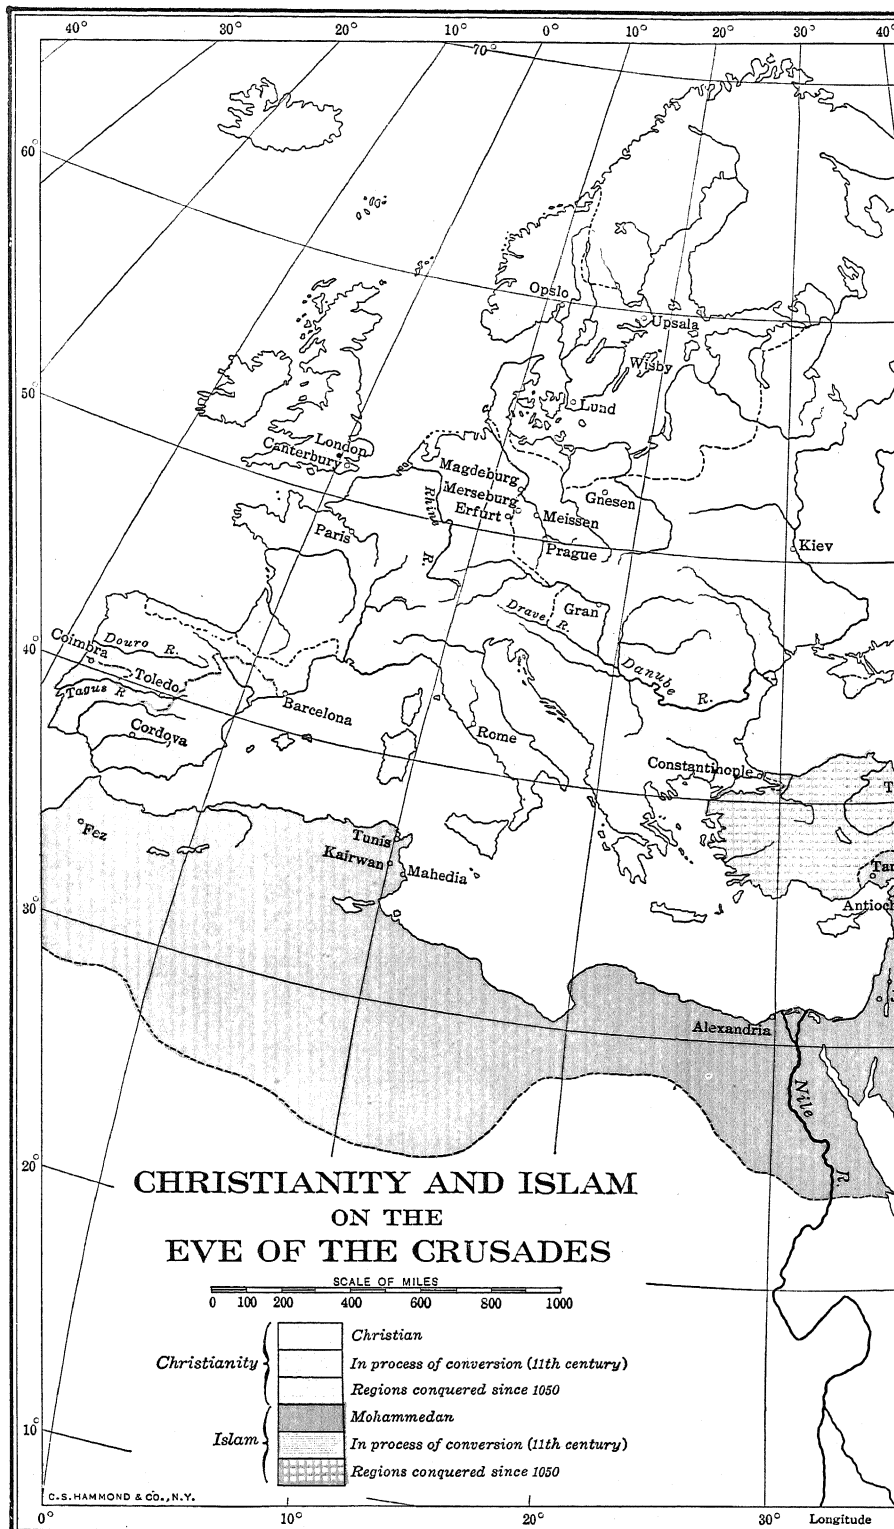 40°
30°
20°
10°
70°
0°
10°
20°
30°
40°
60°
50°
40°
30°
20°
10°
Opslo
Upsala
Wisby
Lund
London
Canterbury
Magdeburg
Merseburg
Erfurt
Meissen
Gnesen
Rhine R.
Paris
Prague
Kiev
Drave R.
Gran
Danube R.
Douro R.
Coimbra
Toledo
Tagus R
Cordova
Barcelona
Rome
Constantinople
T
Fez
Tunis
Kairwan
Mahedia
Tar
Antioch
Alexandria
Nile R.
CHRISTIANITY AND ISLAM
ON THE
EVE OF THE CRUSADES
SCALE OF MILES
0 100 200 400 600 800 1000
Christianity
Christian
In process of conversion (11th century)
Regions conquered since 1050
Islam
Mohammedan
In process of conversion (11th century)
Regions conquered since 1050
C.S. HAMMOND & CO., N.Y.
0° 10° 20° 30° Longitude